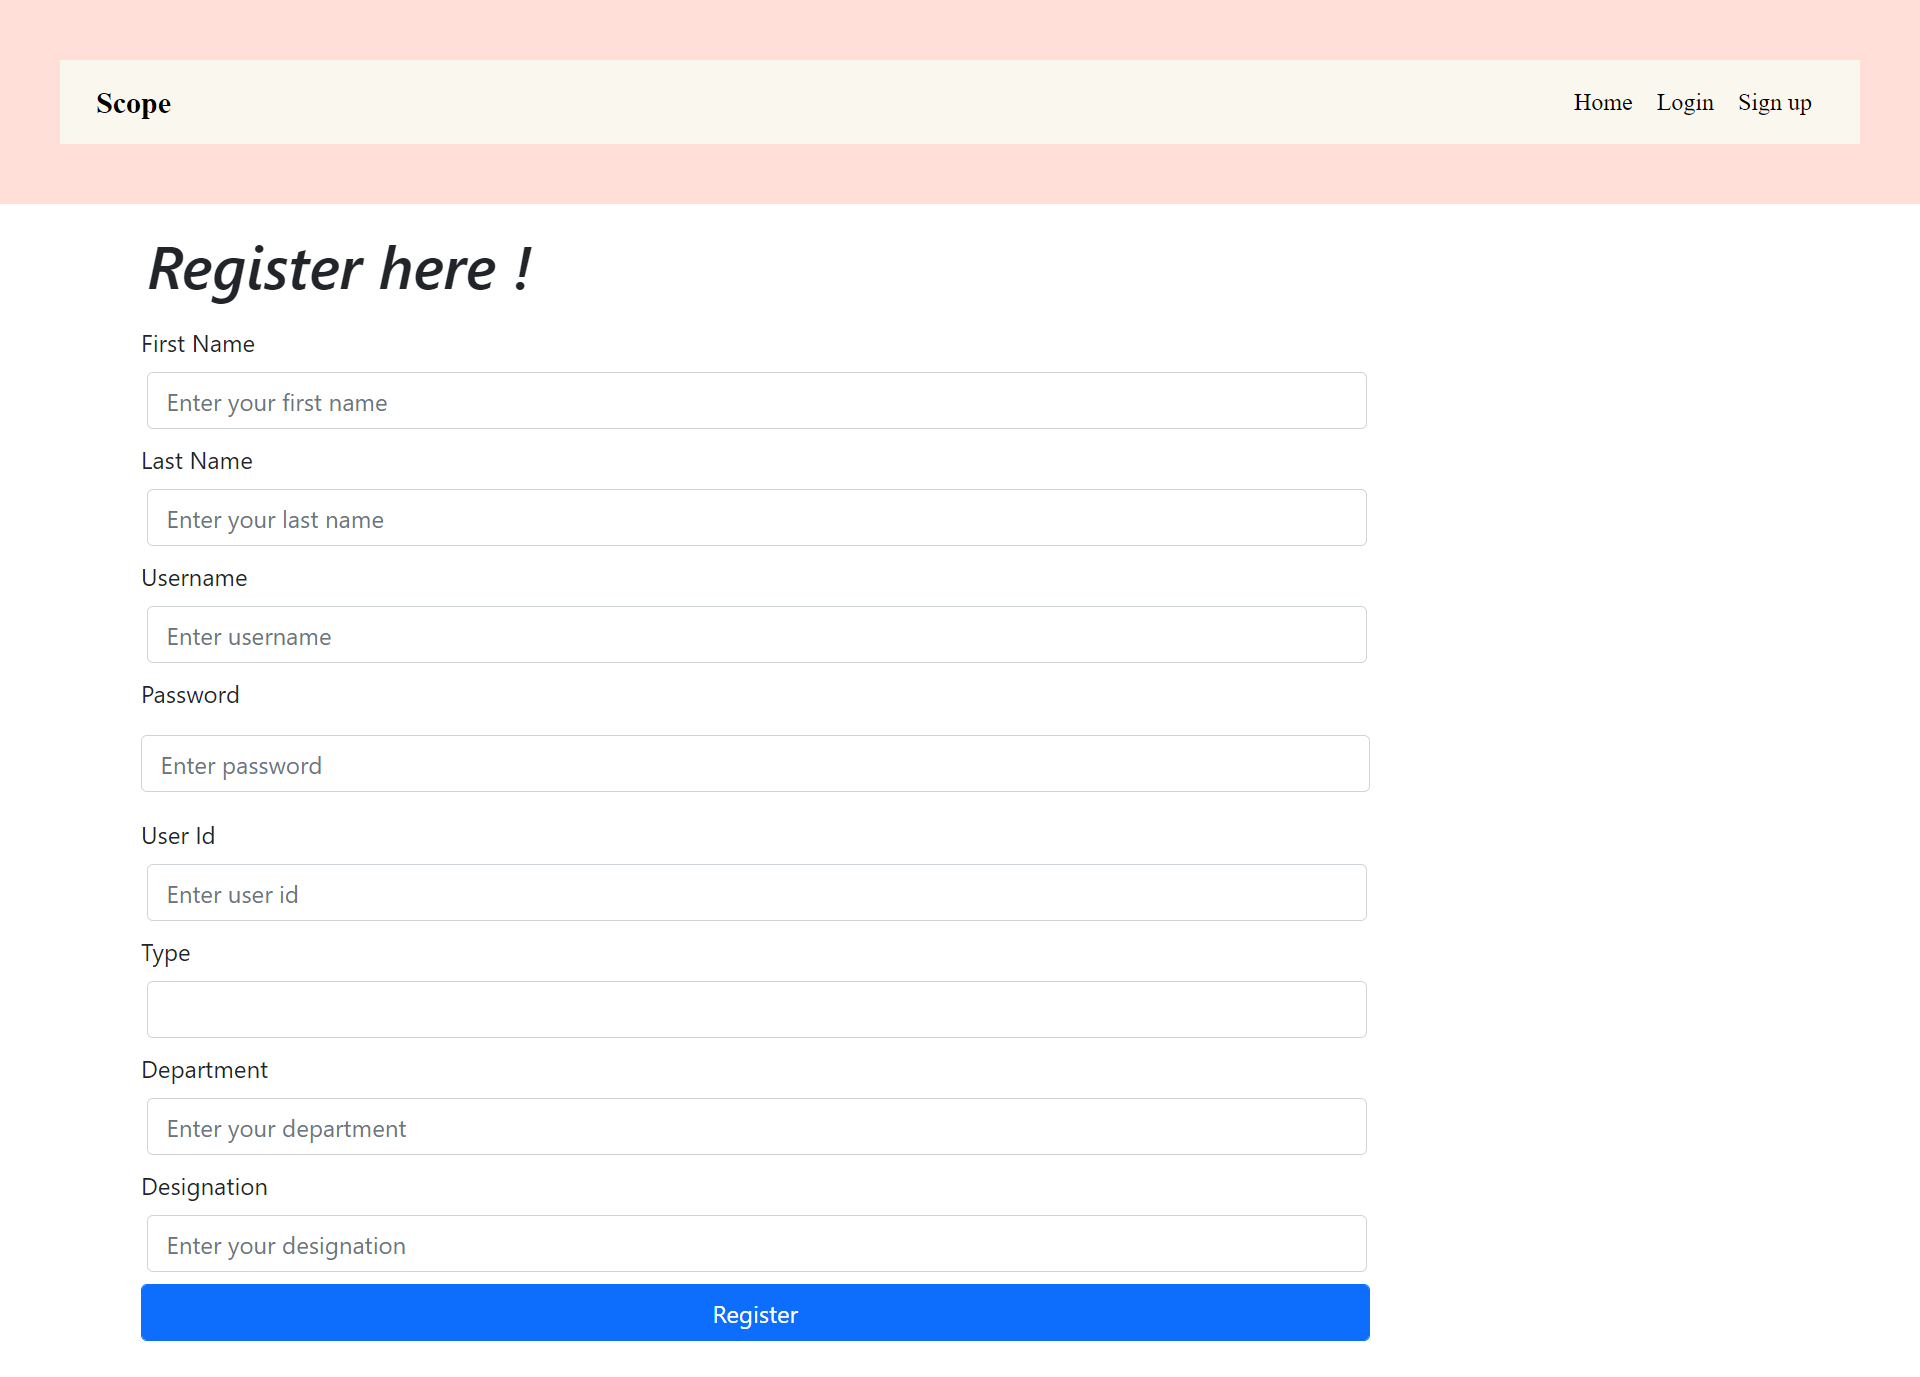 Scope
Home Login Sign up
Register here !
First Name
Enter your first name
Last Name
Enter your last name
Username
Enter username
Password
Enter password
User Id
Enter user id
Type
Department
Enter your department
Designation
Enter your designation
Register